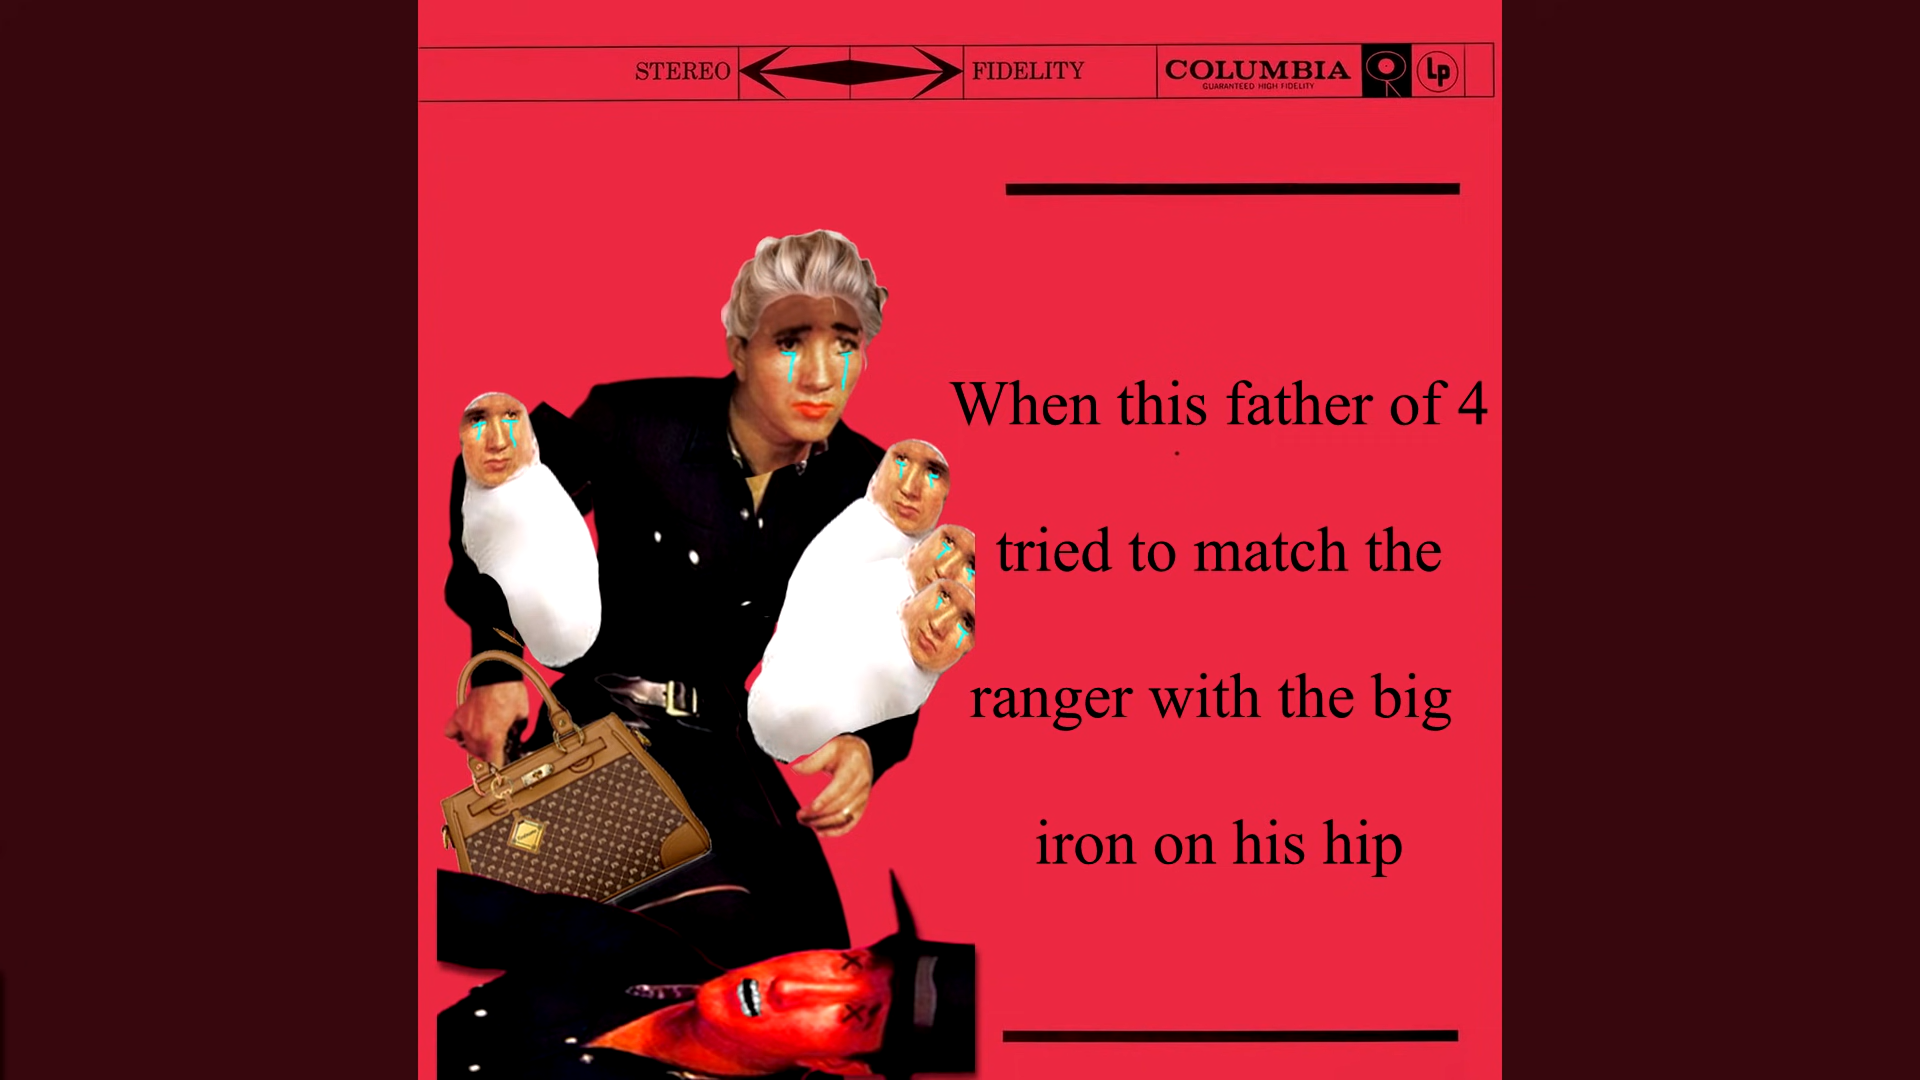 STEREO FIDELITY COLUMBIA Lp
GUARANTEED HIGH FIDELITY
When this father of 4
tried to match the
ranger with the big
iron on his hip